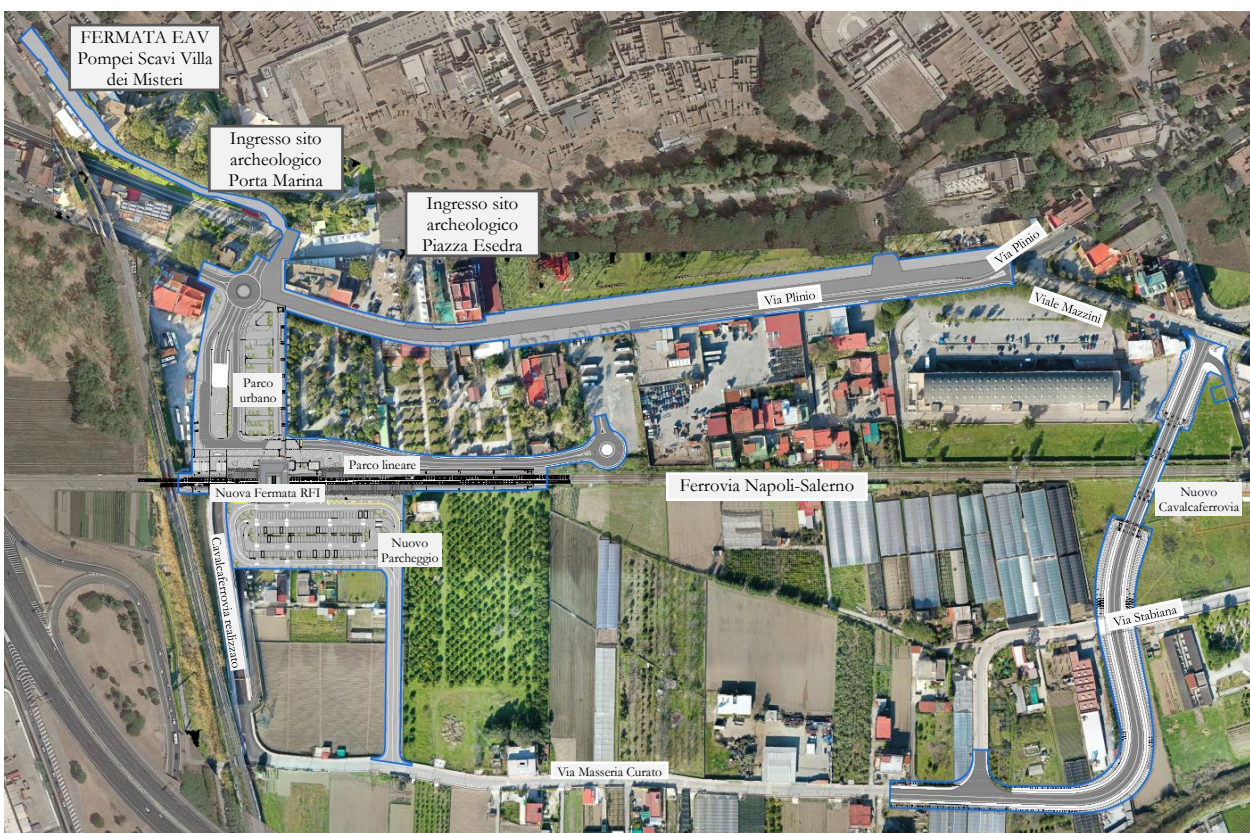 FERMATA EAV
Pompei Scavi Villa
dei Misteri
Ingresso sito
archeologico
Porta Marina
Ingresso sito
archeologico
Piazza Esedra
Via Plinio
Via Plinio
Viale Mazzini
Parco
urbano
Parco lineare
Nuova Fermata RFI
Ferrovia Napoli-Salerno
Nuovo
Cavalcaferrovia
Nuovo
Parcheggio
Cavalcaferrovia realizzato
Via Stabiana
Via Masseria Curato